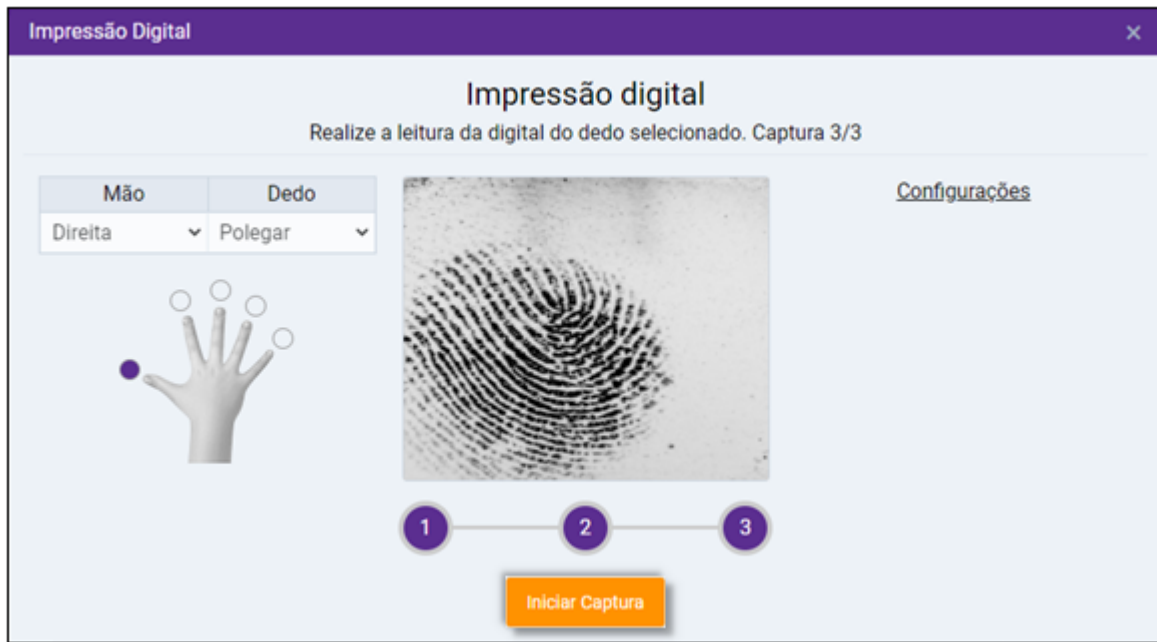 Impressão Digital ×
Impressão digital
Realize a leitura da digital do dedo selecionado. Captura 3/3
Mão Dedo
Direita Polegar
Configurações
1 2 3
Iniciar Captura